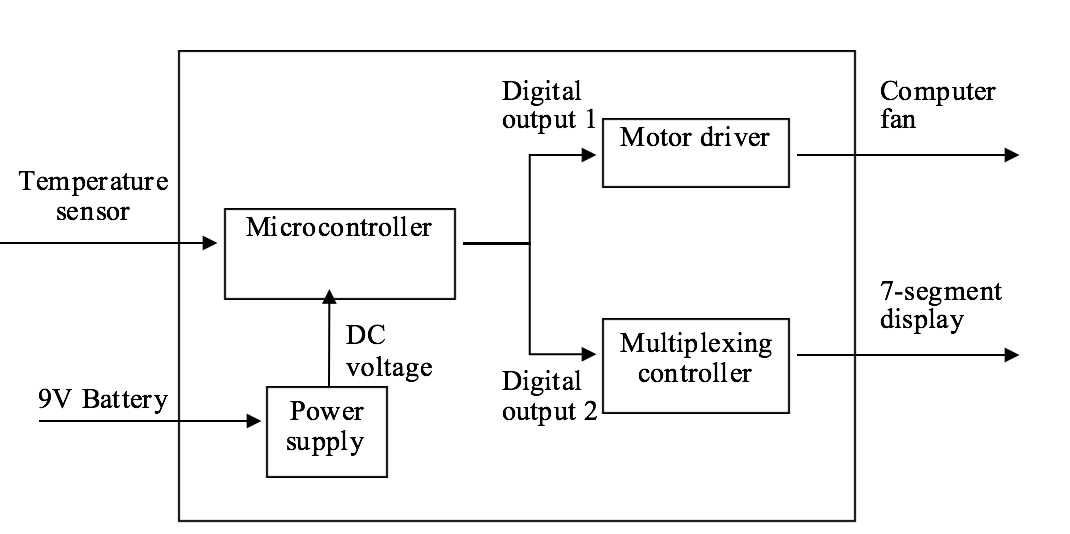 Digital
output 1
Motor driver
Computer
fan
Temperature
sensor
Microcontroller
DC
voltage
7-segment
display
Multiplexing
controller
Digital
output 2
9V Battery
Power
supply